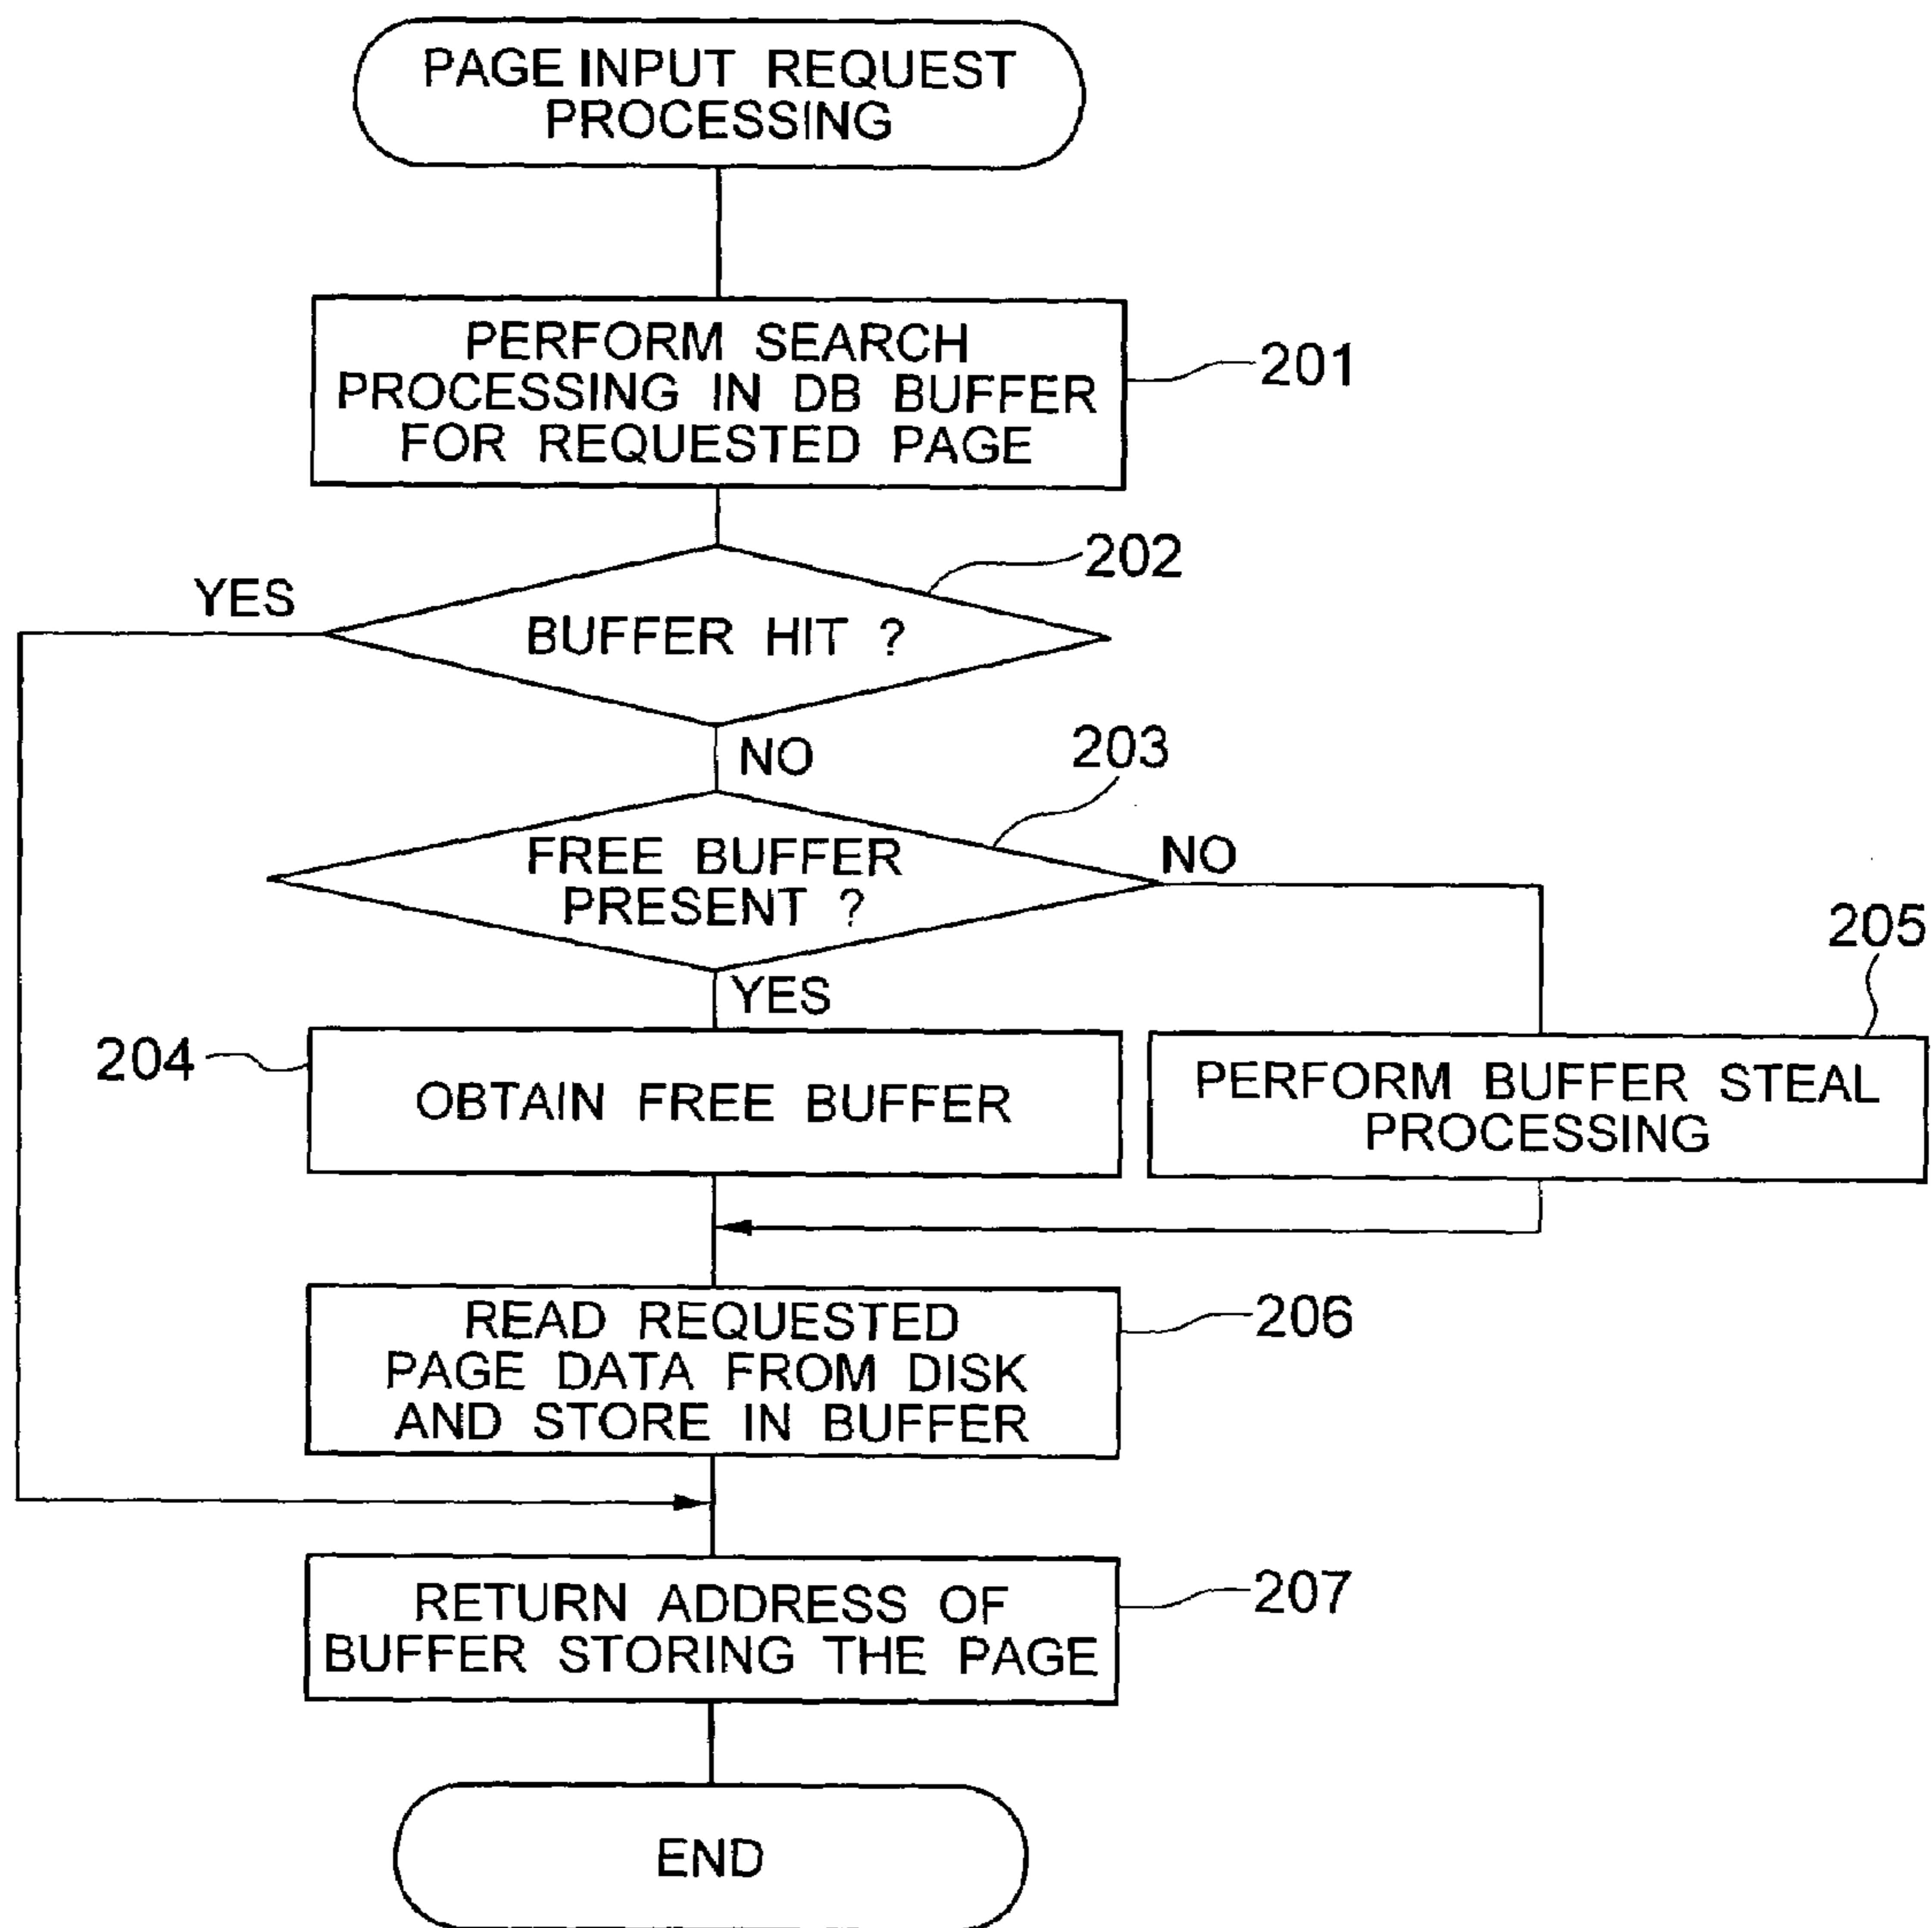 PAGE INPUT REQUEST
PROCESSING
PERFORM SEARCH
PROCESSING IN DB BUFFER
FOR REQUESTED PAGE
201
202
YES
BUFFER HIT ?
NO
203
FREE BUFFER
PRESENT ?
NO
205
YES
204
OBTAIN FREE BUFFER
PERFORM BUFFER STEAL
PROCESSING
READ REQUESTED
PAGE DATA FROM DISK
AND STORE IN BUFFER
206
RETURN ADDRESS OF
BUFFER STORING THE PAGE
207
END